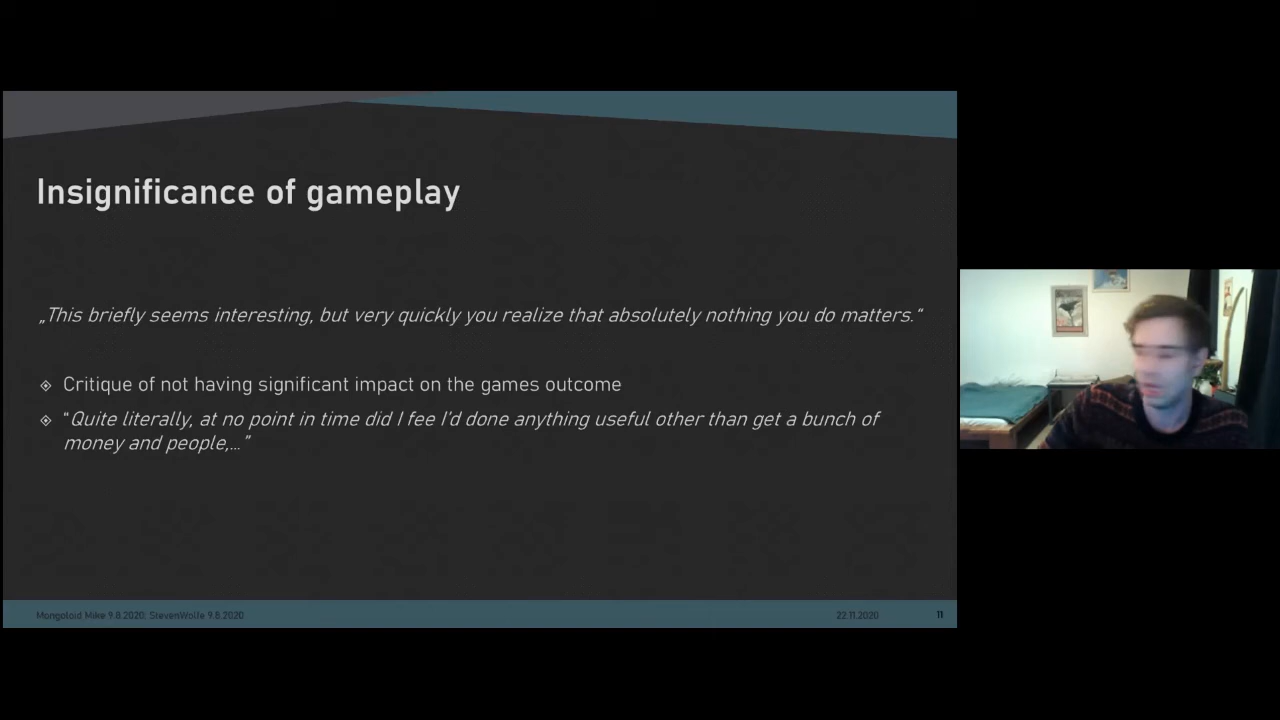 Insignificance of gameplay
„This briefly seems interesting, but very quickly you realize that absolutely nothing you do matters.“
Critique of not having significant impact on the games outcome
“Quite literally, at no point in time did I fee I’d done anything useful other than get a bunch of
money and people,…”
Mongoloid Mike 9.8.2020; StevenWolfe 9.8.2020
22.11.2020
11